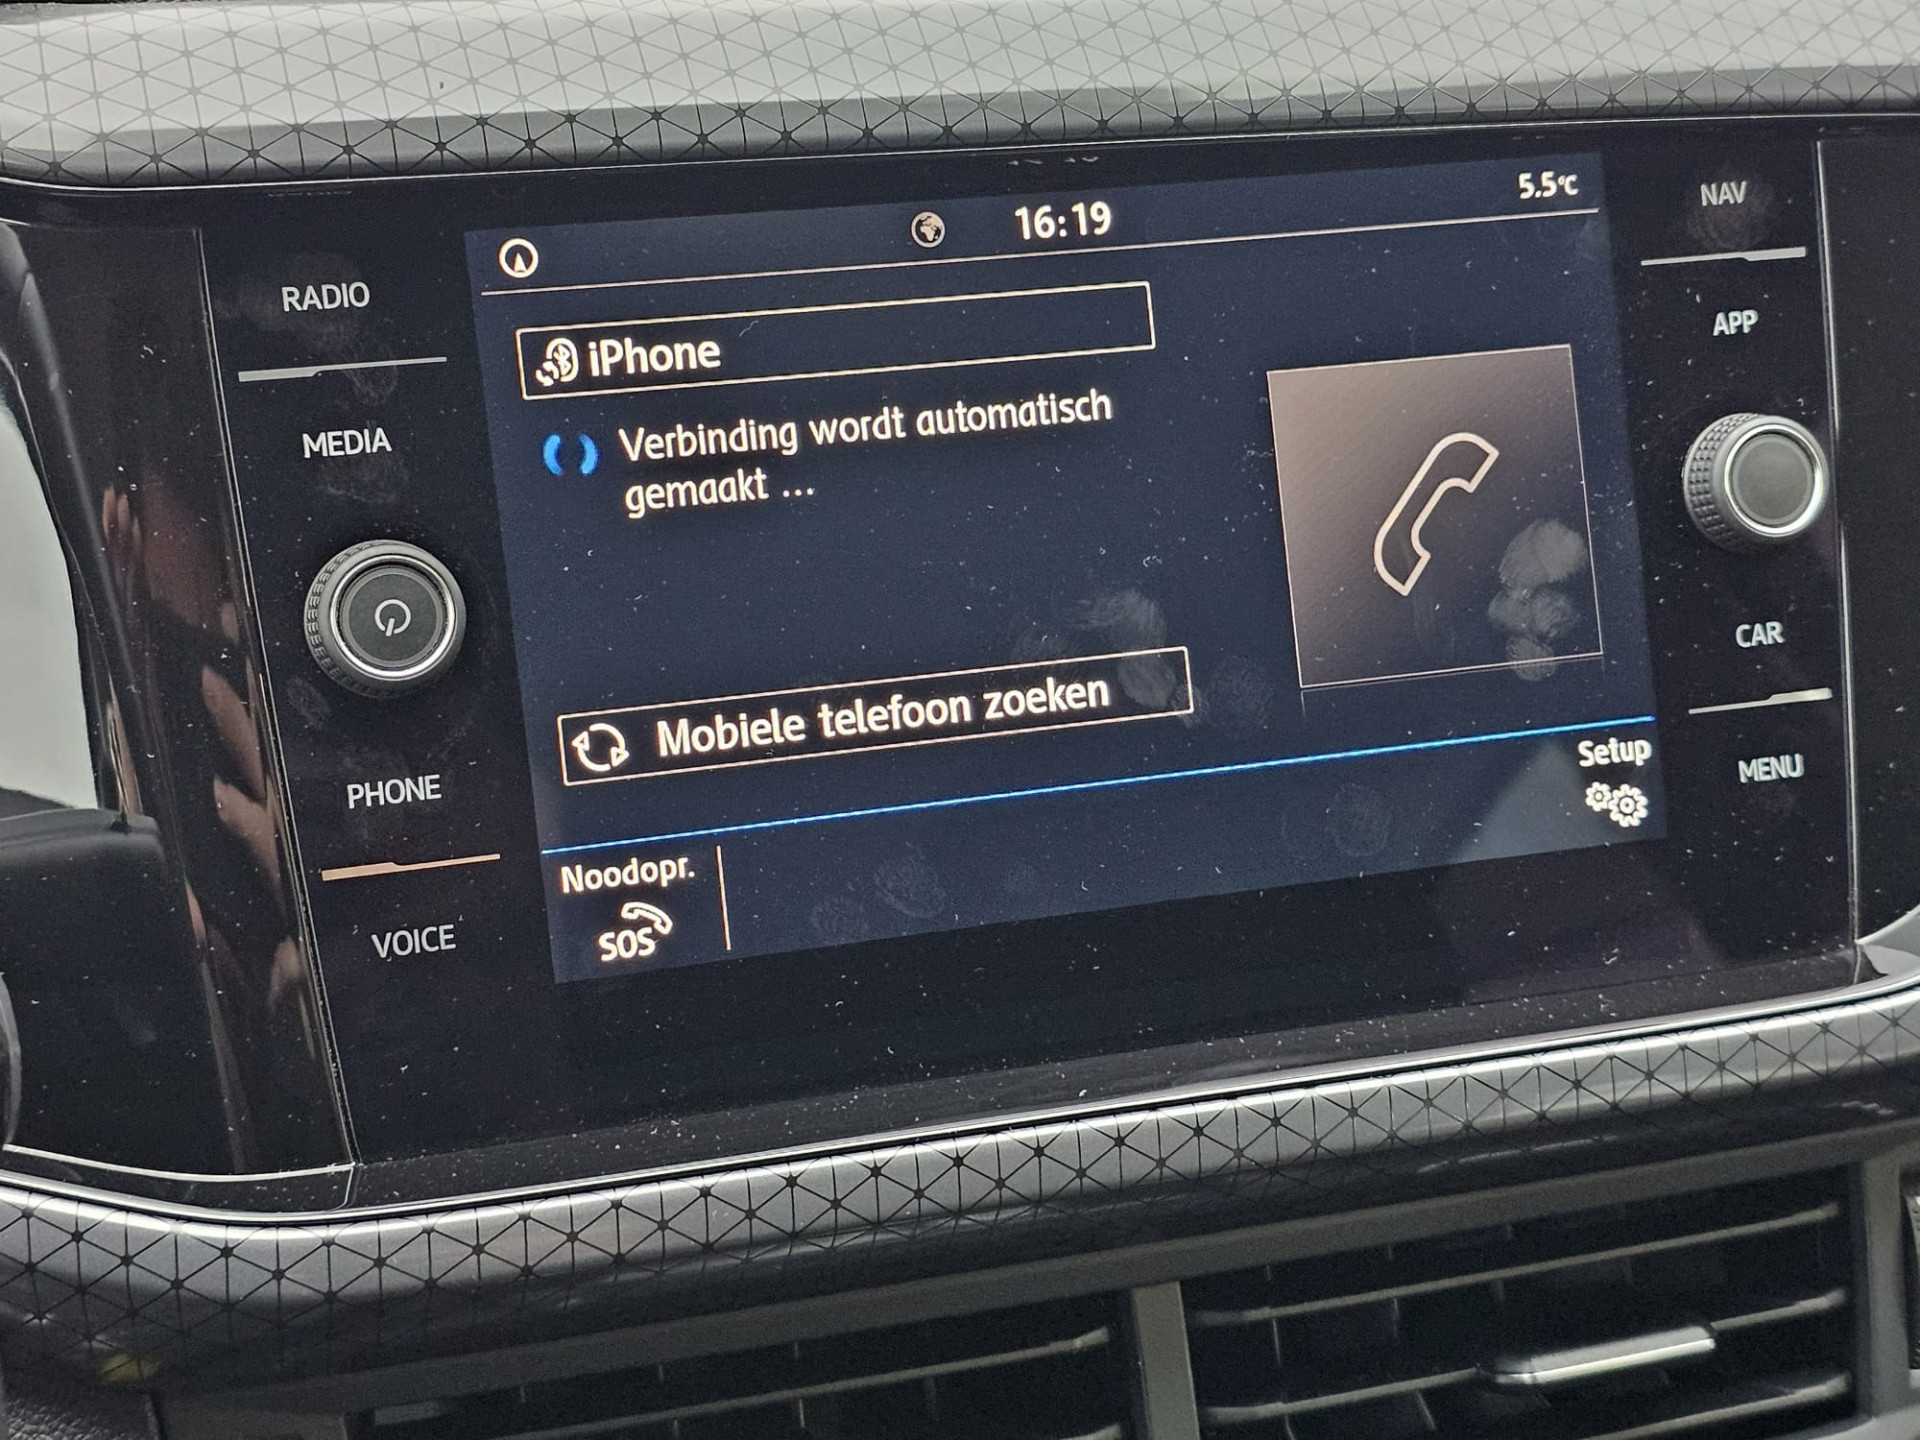 16:19
5.5°C
RADIO
MEDIA
PHONE
VOICE
iPhone
Verbinding wordt automatisch
gemaakt ...
Mobiele telefoon zoeken
Noodopr.
SOS
Setup
NAV
APP
CAR
MENU